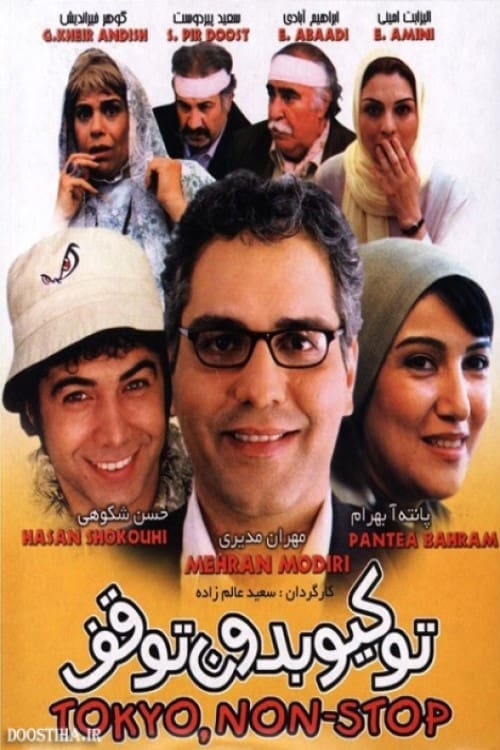 گوهر خیراندیش
سعید پیردوست
ابراهیم آبادی
الیزابت امینی
G.KHEIR ANDISH
S. PIR DOOST
E. ABAADI
E. AMINI
حسن شکوهی
HASAN SHOKOUHI
مهران مدیری
MEHRAN MODIRI
پانته آ بهرام
PANTEA BAHRAM
کارگردان : سعید عالم زاده
توکیو بدون توقف
TOKYO, NON-STOP
DOOSTIHA.IR